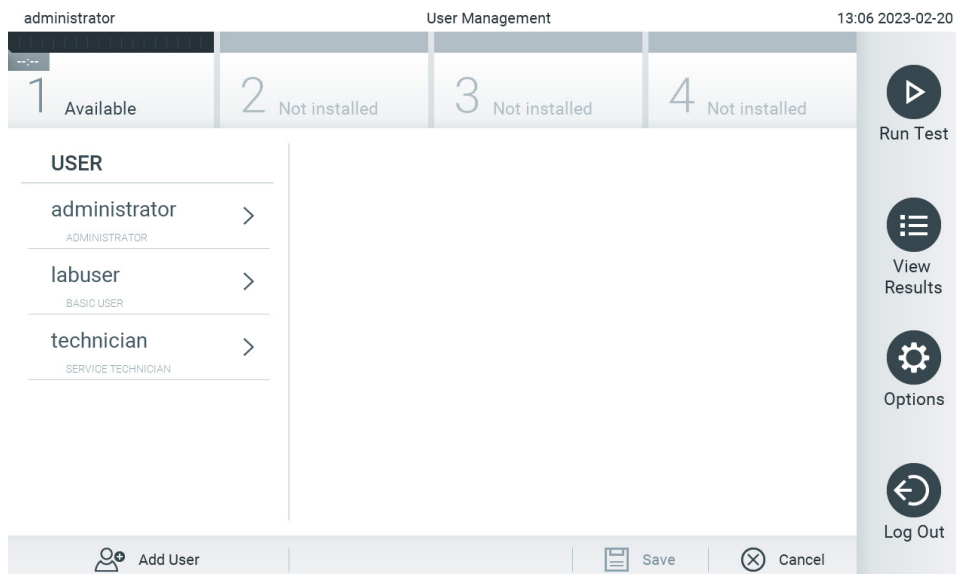 administrator User Management 13:06 2023-02-20
--:--
1 Available 2 Not installed 3 Not installed 4 Not installed
Run Test
USER
administrator
ADMINISTRATOR
labuser
BASIC USER
technician
SERVICE TECHNICIAN
View
Results
Options
Log Out
Add User Save Cancel